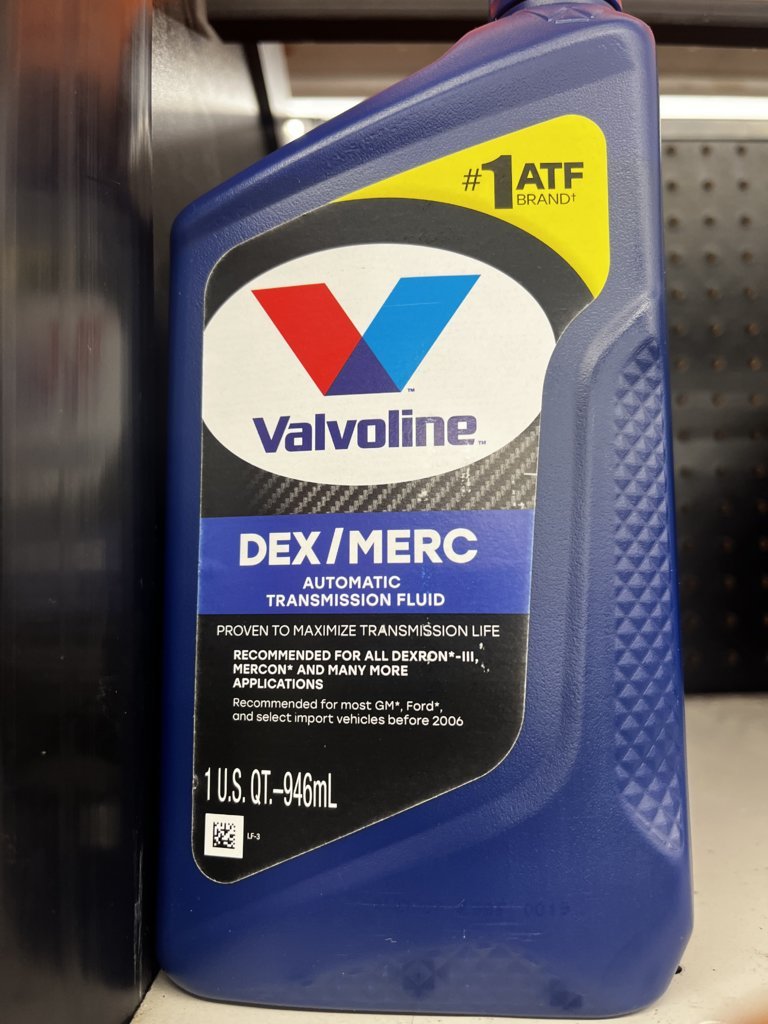 #1 ATF
BRAND†
Valvoline™
DEX/MERC
AUTOMATIC
TRANSMISSION FLUID
PROVEN TO MAXIMIZE TRANSMISSION LIFE
RECOMMENDED FOR ALL DEXRON*-III,
MERCON* AND MANY MORE
APPLICATIONS
Recommended for most GM*, Ford*,
and select import vehicles before 2006
1 U.S. QT.–946mL
LF-3